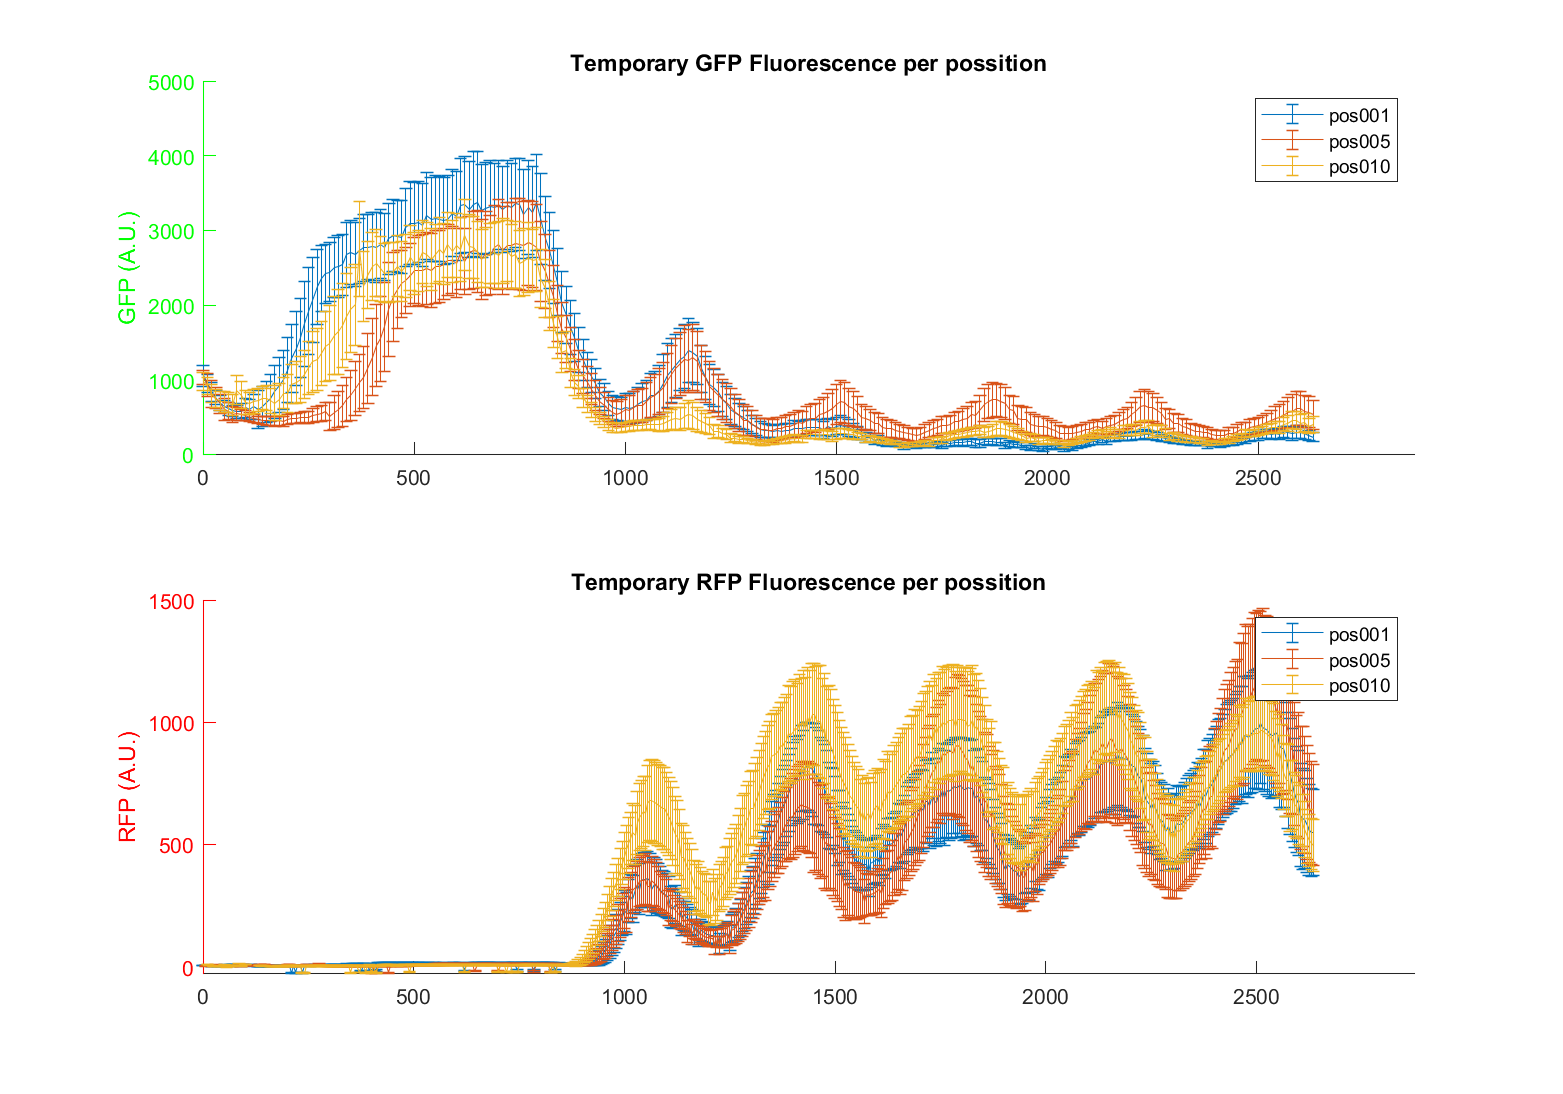 Temporary GFP Fluorescence per possition
5000
4000
3000
2000
1000
0
GFP (A.U.)
pos001
pos005
pos010
0 500 1000 1500 2000 2500
Temporary RFP Fluorescence per possition
1500
1000
500
0
RFP (A.U.)
pos001
pos005
pos010
0 500 1000 1500 2000 2500